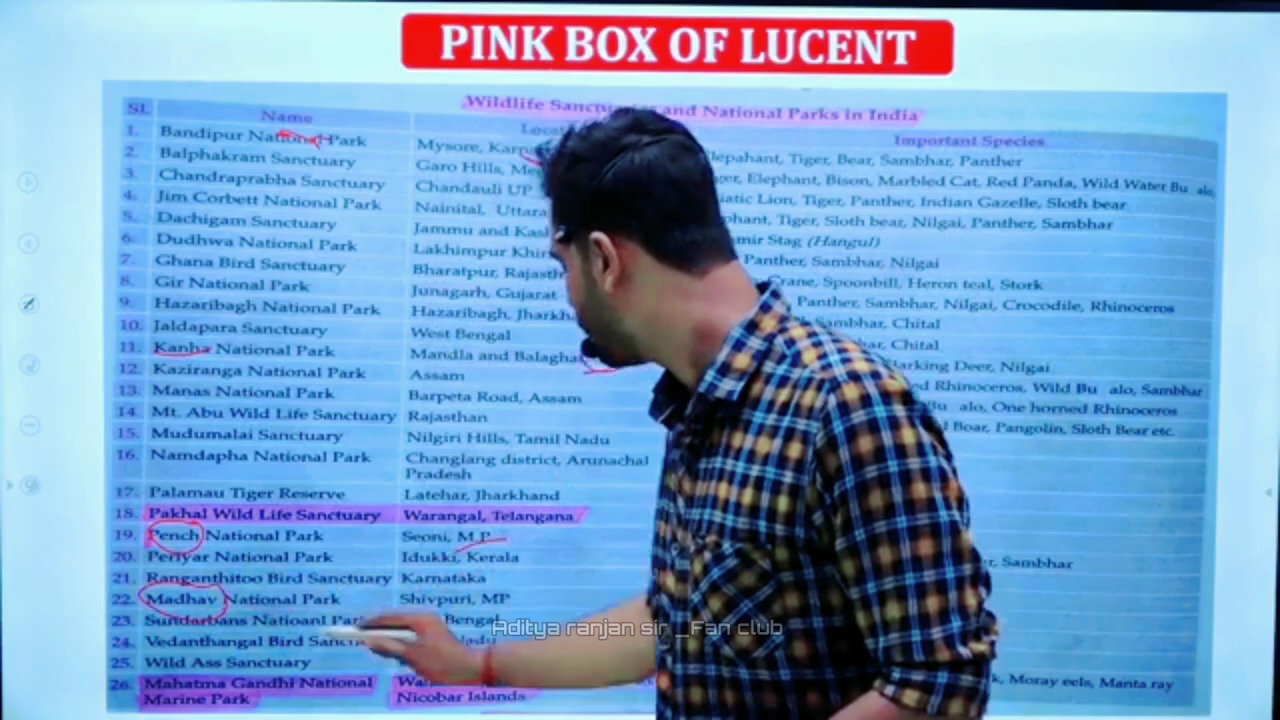 PINK BOX OF LUCENT
Wildlife Sanctuaries and National Parks in India
SI. Name Important Species
1. Bandipur National Park Mysore, Elepahant, Tiger, Bear, Sambhar, Panther
2. Balphakram Sanctuary Garo Hills, Elephant, Bison, Marbled Cat, Red Panda, Wild Water Bu alo,
3. Chandraprabha Sanctuary Chandauli UP Lion, Tiger, Panther, Indian Gazelle, Sloth bear
4. Jim Corbett National Park Nainital, Tiger, Sloth bear, Nilgai, Panther, Sambhar
5. Dachigam Sanctuary Jammu and Stag (Hangul)
6. Dudhwa National Park Lakhimpur Panther, Sambhar, Nilgai
7. Ghana Bird Sanctuary Bharatpur, Crane, Spoonbill, Heron teal, Stork
8. Gir National Park Junagarh, Gujarat Panther, Sambhar, Nilgai, Crocodile, Rhinoceros
9. Hazaribagh National Park Hazaribagh, Sambhar, Chital
10. Jaldapara Sanctuary West Bengal Chital
11. Kanha National Park Mandla and Barking Deer, Nilgai
12. Kaziranga National Park Assam Rhinoceros, Wild Bu alo, Sambhar
13. Manas National Park Barpeta Road, Assam Bu alo, One horned Rhinoceros
14. Mt. Abu Wild Life Sanctuary Rajasthan Boar, Pangolin, Sloth Bear etc.
15. Mudumalai Sanctuary Nilgiri Hills, Tamil Nadu
16. Namdapha National Park Changlang district, Arunachal
Pradesh
17. Palamau Tiger Reserve Latehar, Jharkhand
18. Pakhal Wild Life Sanctuary Warangal, Telangana
19. Pench National Park Seoni, M.P.
20. Periyar National Park Idukki, Kerala Sambhar
21. Ranganthitoo Bird Sanctuary Karnataka
22. Madhav National Park Shivpuri, MP
23. Sundarbans Natioanl Bengal
24. Vedanthangal Bird
25. Wild Ass Sanctuary
26. Mahatma Gandhi National Moray eels, Manta ray
Marine Park Nicobar Islands
Aditya ranjan sir _Fan club